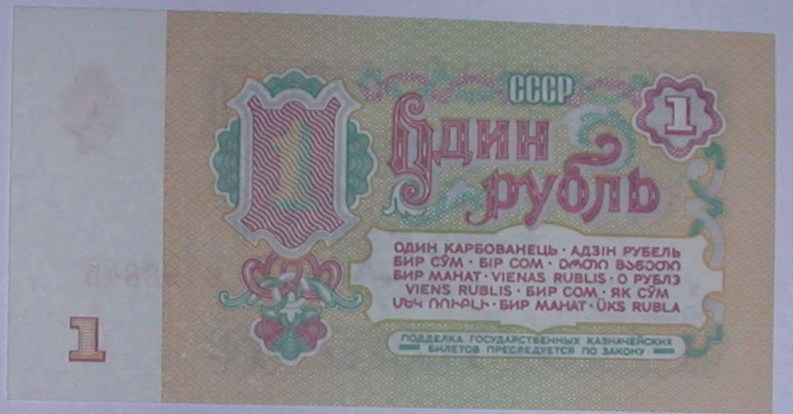 СССР
1
1
Один
рубль
ОДИН КАРБОВАНЕЦЬ · АДЗІН РУБЕЛЬ
БИР СЎМ · БІР СОМ · ᲝᲠᲗᲘ ᲛᲐᲜᲔᲗᲘ
БИР МАНАТ · VIENAS RUBLIS · О РУБЛЭ
VIENS RUBLIS · БИР СОМ · ЯК СЎМ
ՄԵԿ ՌՈՒԲԼԻ · БИР МАНАТ · ÜKS RUBLA
ПОДДЕЛКА ГОСУДАРСТВЕННЫХ КАЗНАЧЕЙСКИХ
БИЛЕТОВ ПРЕСЛЕДУЕТСЯ ПО ЗАКОНУ
1